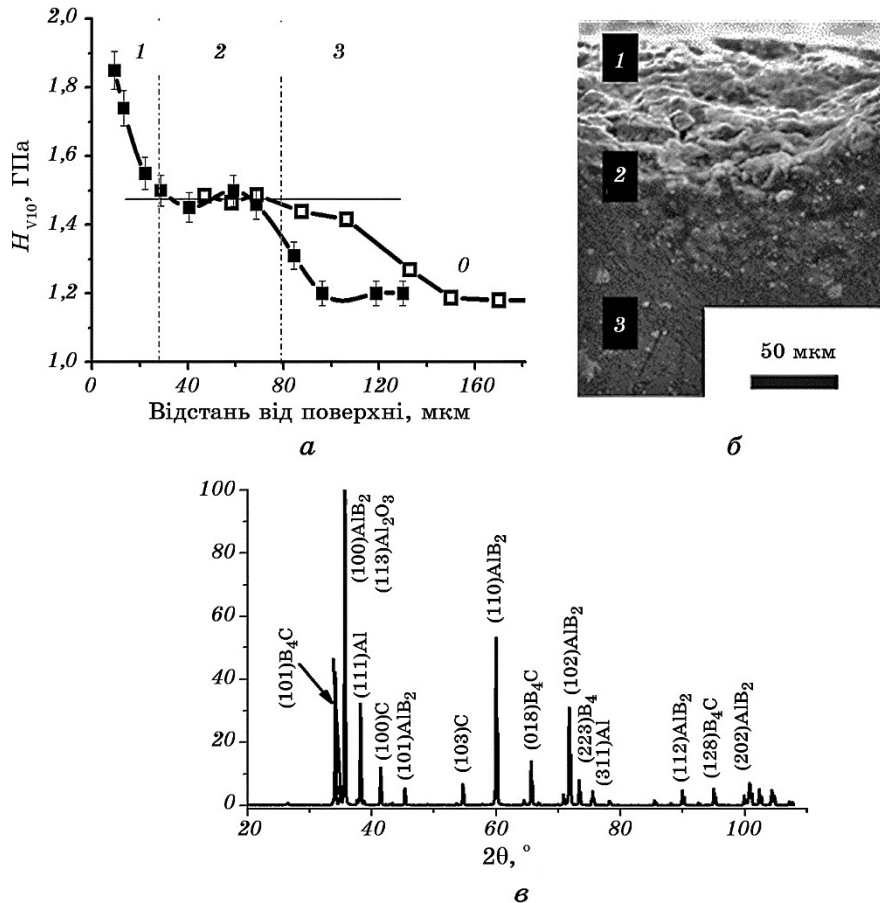 2,0
1,8
1,6
1,4
1,2
1,0
H_V10, ГПа
1 2 3
0
0 40 80 120 160
Відстань від поверхні, мкм
а
1
2
3
50 мкм
б
100
80
60
40
20
0
(101)B₄C
(100)AlB₂
(113)Al₂O₃
(111)Al
(100)C
(101)AlB₂
(103)C
(110)AlB₂
(018)B₄C
(102)AlB₂
(223)B₄
(311)Al
(112)AlB₂
(128)B₄C
(202)AlB₂
20 40 60 80 100
2θ, °
в